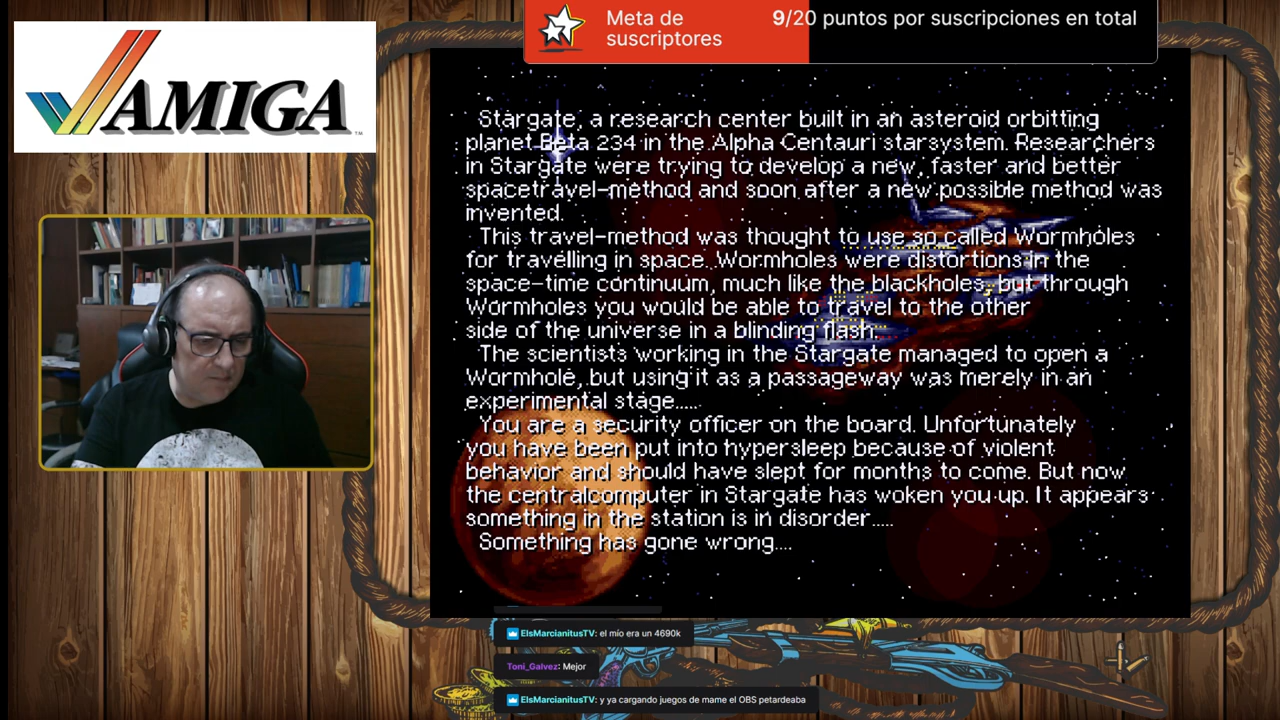 AMIGA
TM
Meta de
suscriptores
9/20 puntos por suscripciones en total
Stargate, a research center built in an asteroid orbitting
planet Beta 234 in the Alpha Centauri starsystem. Researchers
in Stargate were trying to develop a new, faster and better
spacetravel-method and soon after a new possible method was
invented.
This travel-method was thought to use so called Wormholes
for travelling in space. Wormholes were distortions in the
space-time continuum, much like the blackholes, but through
Wormholes you would be able to travel to the other
side of the universe in a blinding flash.
The scientists working in the Stargate managed to open a
Wormhole, but using it as a passageway was merely in an
experimental stage.....
You are a security officer on the board. Unfortunately
you have been put into hypersleep because of violent
behavior and should have slept for months to come. But now
the centralcomputer in Stargate has woken you up. It appears
something in the station is in disorder.....
Something has gone wrong....
ElsMarcianitusTV: el mío era un 4690k
Toni_Galvez: Mejor
ElsMarcianitusTV: y ya cargando juegos de mame el OBS petardeaba